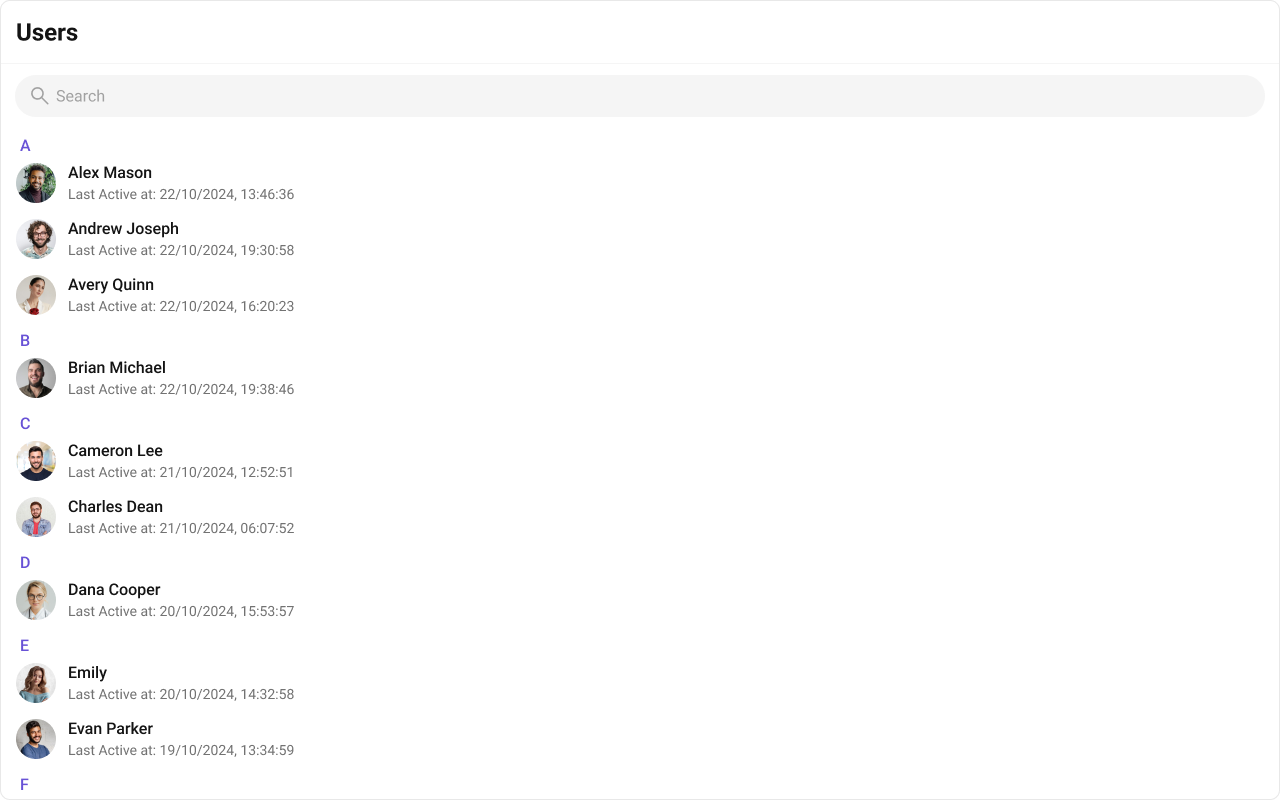 Users
Search
A
Alex Mason
Last Active at: 22/10/2024, 13:46:36
Andrew Joseph
Last Active at: 22/10/2024, 19:30:58
Avery Quinn
Last Active at: 22/10/2024, 16:20:23
B
Brian Michael
Last Active at: 22/10/2024, 19:38:46
C
Cameron Lee
Last Active at: 21/10/2024, 12:52:51
Charles Dean
Last Active at: 21/10/2024, 06:07:52
D
Dana Cooper
Last Active at: 20/10/2024, 15:53:57
E
Emily
Last Active at: 20/10/2024, 14:32:58
Evan Parker
Last Active at: 19/10/2024, 13:34:59
F